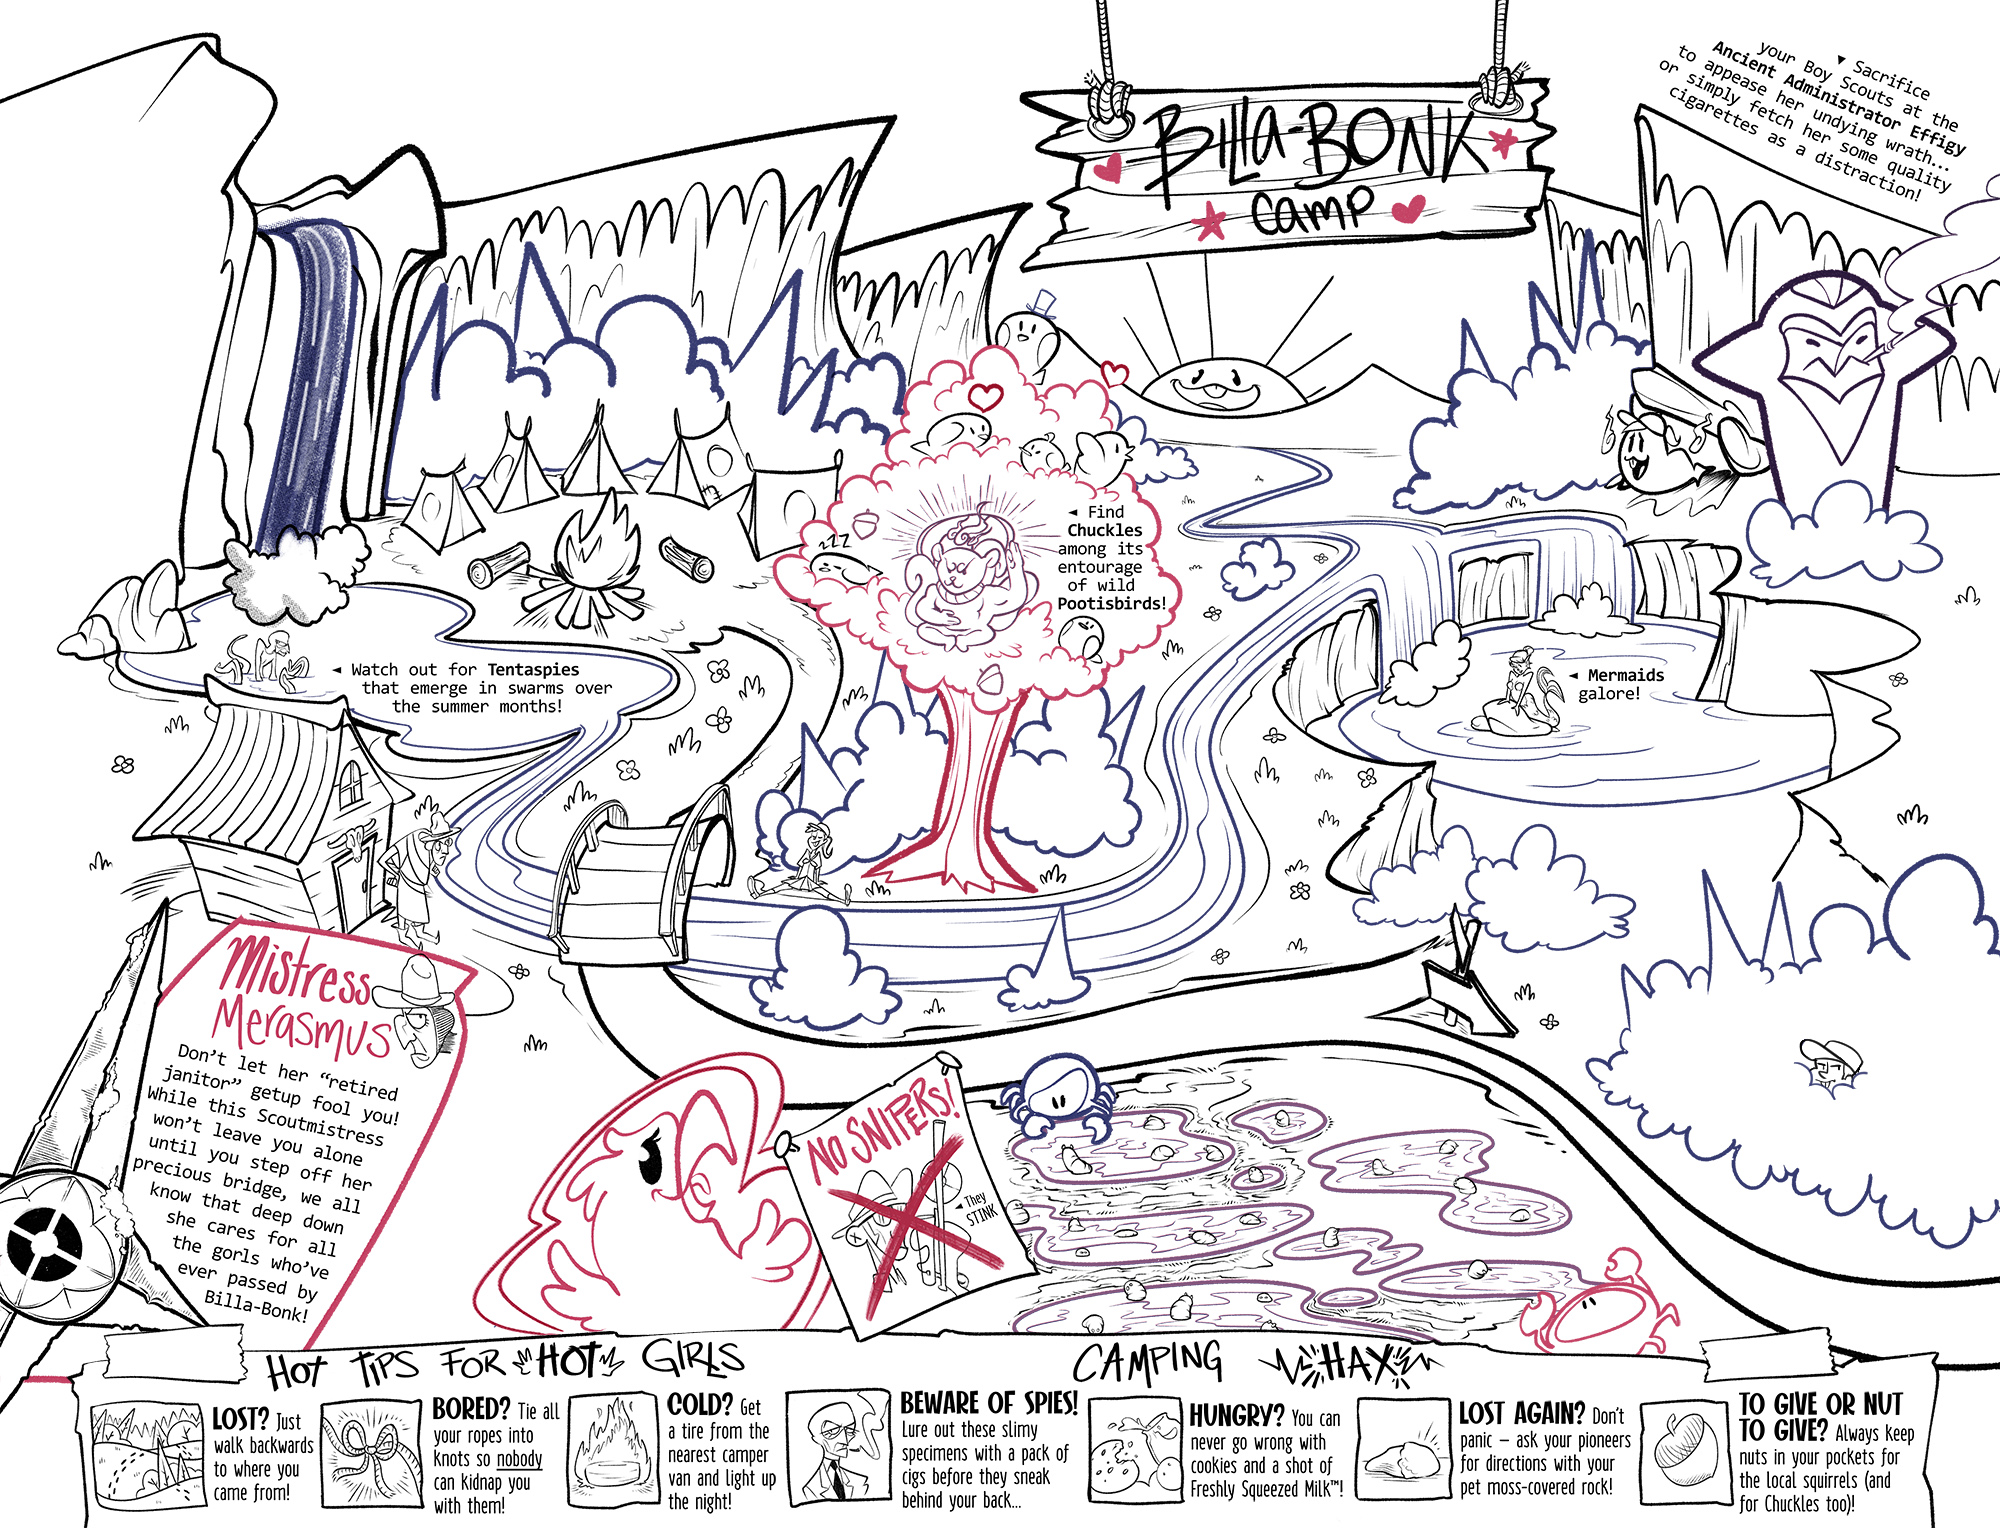 BILLA-BONK
camp
▼ Sacrifice
your Boy Scouts at the
Ancient Administrator Effigy
to appease her undying wrath...
or simply fetch her some quality
cigarettes as a distraction!
◄ Find
Chuckles
among its
entourage
of wild
Pootisbirds!
zzz
◄ Watch out for Tentaspies
that emerge in swarms over
the summer months!
◄ Mermaids
galore!
Mistress
Merasmus
Don't let her "retired
janitor" getup fool you!
While this Scoutmistress
won't leave you alone
until you step off her
precious bridge, we all
know that deep down
she cares for all
the gorls who've
ever passed by
Billa-Bonk!
NO SNIPERS!
◄ They
STINK
HOT TIPS FOR HOT GIRLS
LOST? Just
walk backwards
to where you
came from!
BORED? Tie all
your ropes into
knots so nobody
can kidnap you
with them!
COLD? Get
a tire from the
nearest camper
van and light up
the night!
BEWARE OF SPIES!
Lure out these slimy
specimens with a pack of
cigs before they sneak
behind your back...
CAMPING HAX
HUNGRY? You can
never go wrong with
cookies and a shot of
Freshly Squeezed Milk™!
LOST AGAIN? Don't
panic – ask your pioneers
for directions with your
pet moss-covered rock!
TO GIVE OR NUT
TO GIVE? Always keep
nuts in your pockets for
the local squirrels (and
for Chuckles too)!